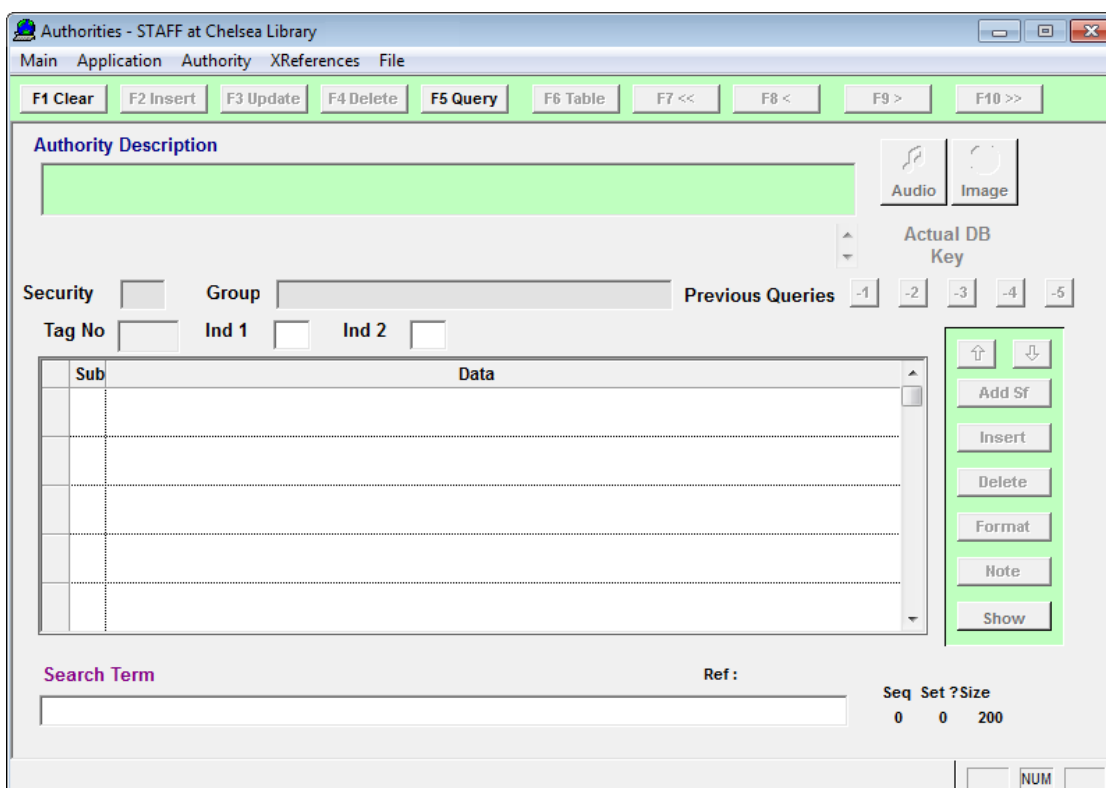 Authorities - STAFF at Chelsea Library
Main Application Authority XReferences File
F1 Clear F2 Insert F3 Update F4 Delete F5 Query F6 Table F7 << F8 < F9 > F10 >>
Authority Description
Audio Image
Actual DB
Key
Security Group Previous Queries -1 -2 -3 -4 -5
Tag No Ind 1 Ind 2
Sub Data
Add Sf
Insert
Delete
Format
Note
Show
Search Term Ref :
Seq Set ? Size
0 0 200
NUM